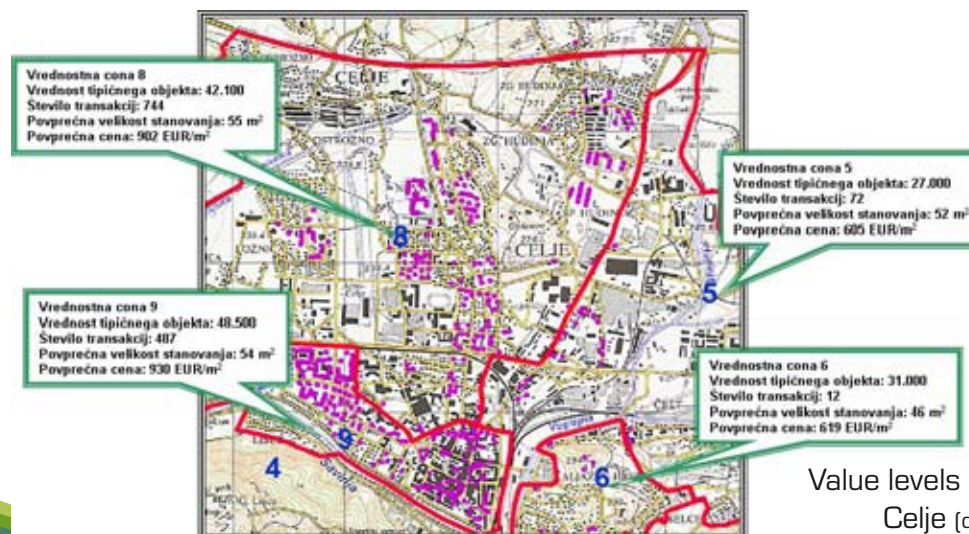 Vrednostna cona 8
Vrednost tipičnega objekta: 42.100
Število transakcij: 744
Povprečna velikost stanovanja: 55 m²
Povprečna cena: 902 EUR/m²
Vrednostna cona 5
Vrednost tipičnega objekta: 27.000
Število transakcij: 72
Povprečna velikost stanovanja: 52 m²
Povprečna cena: 605 EUR/m²
Vrednostna cona 9
Vrednost tipičnega objekta: 48.500
Število transakcij: 487
Povprečna velikost stanovanja: 54 m²
Povprečna cena: 930 EUR/m²
Vrednostna cona 6
Vrednost tipičnega objekta: 31.000
Število transakcij: 12
Povprečna velikost stanovanja: 46 m²
Povprečna cena: 619 EUR/m²
CELJE
ZG. HUDINJA
OSTROŽNO
8
CELJE
5
9
4
6
Savinja
Value levels
Celje (c